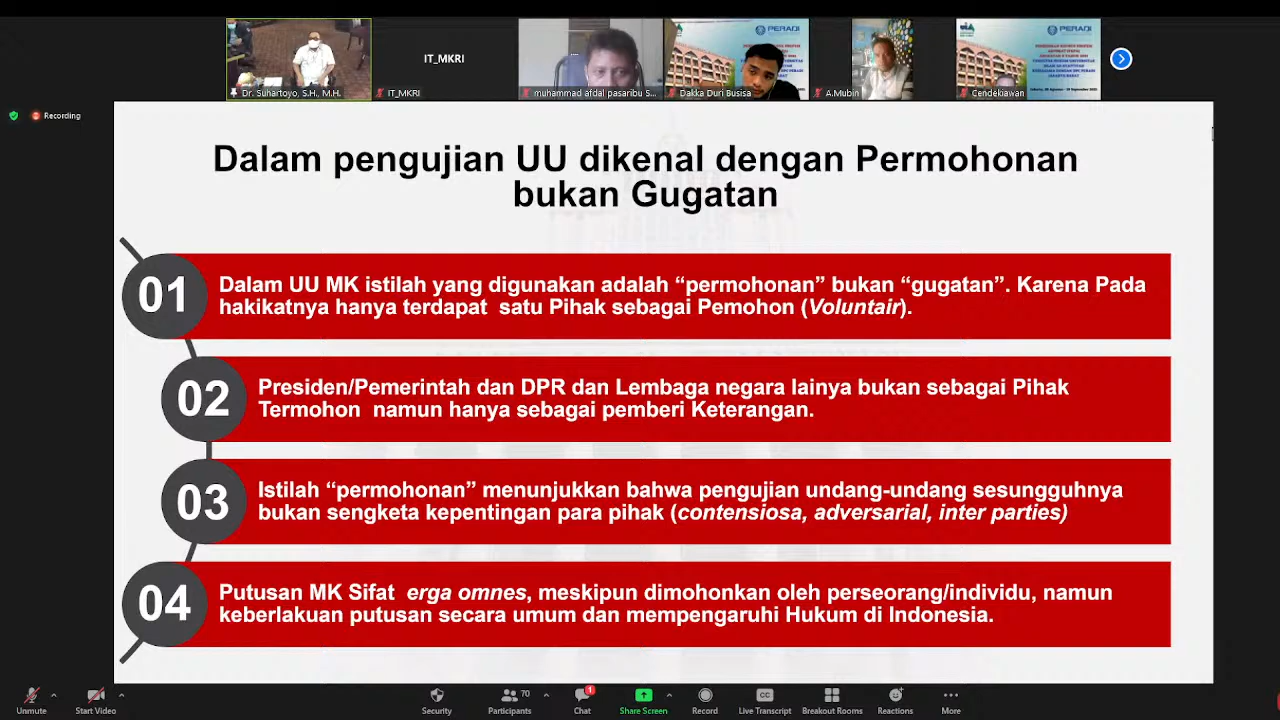 IT_MKRI
Dr. Suhartoyo, S.H., M.H.
IT_MKRI
muhammad afdal pasaribu S...
Dakka Duri Busisa
A.Mubin
Cendekiawan
PERADI
PERADI
Recording
Dalam pengujian UU dikenal dengan Permohonan
bukan Gugatan
01
Dalam UU MK istilah yang digunakan adalah “permohonan” bukan “gugatan”. Karena Pada
hakikatnya hanya terdapat satu Pihak sebagai Pemohon (Voluntair).
02
Presiden/Pemerintah dan DPR dan Lembaga negara lainya bukan sebagai Pihak
Termohon namun hanya sebagai pemberi Keterangan.
03
Istilah “permohonan” menunjukkan bahwa pengujian undang-undang sesungguhnya
bukan sengketa kepentingan para pihak (contensiosa, adversarial, inter parties)
04
Putusan MK Sifat erga omnes, meskipun dimohonkan oleh perseorang/individu, namun
keberlakuan putusan secara umum dan mempengaruhi Hukum di Indonesia.
Unmute
Start Video
Security
70
Participants
1
Chat
Share Screen
Record
CC
Live Transcript
Breakout Rooms
Reactions
More